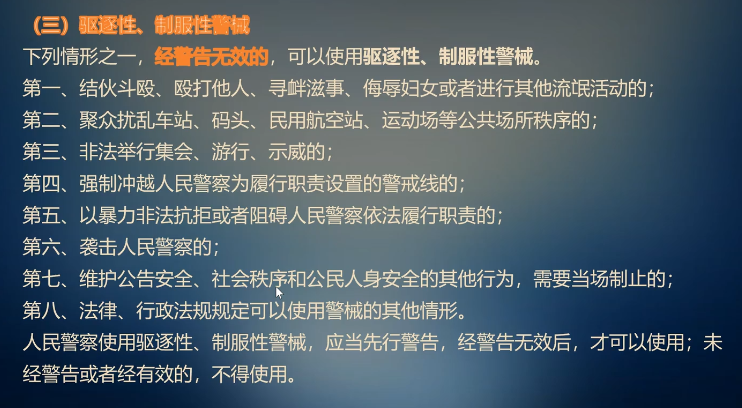 （三）驱逐性、制服性警械
下列情形之一，经警告无效的，可以使用驱逐性、制服性警械。
第一、结伙斗殴、殴打他人、寻衅滋事、侮辱妇女或者进行其他流氓活动的；
第二、聚众扰乱车站、码头、民用航空站、运动场等公共场所秩序的；
第三、非法举行集会、游行、示威的；
第四、强制冲越人民警察为履行职责设置的警戒线的；
第五、以暴力非法抗拒或者阻碍人民警察依法履行职责的；
第六、袭击人民警察的；
第七、维护公告安全、社会秩序和公民人身安全的其他行为，需要当场制止的；
第八、法律、行政法规规定可以使用警械的其他情形。
人民警察使用驱逐性、制服性警械，应当先行警告，经警告无效后，才可以使用；未
经警告或者经有效的，不得使用。